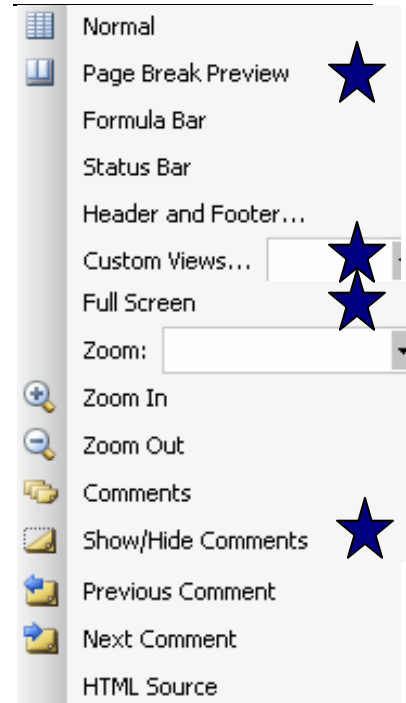 Normal
Page Break Preview
Formula Bar
Status Bar
Header and Footer...
Custom Views...
Full Screen
Zoom:
Zoom In
Zoom Out
Comments
Show/Hide Comments
Previous Comment
Next Comment
HTML Source